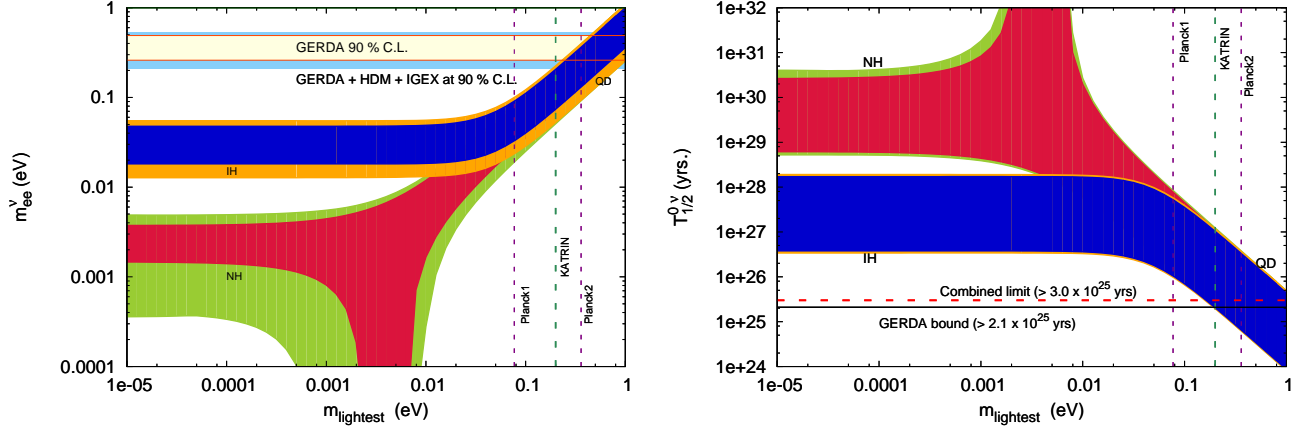 1
0.1
0.01
0.001
0.0001
m^ν_ee (eV)
GERDA 90 % C.L.
GERDA + HDM + IGEX at 90 % C.L.
QD
IH
NH
Planck1
KATRIN
Planck2
1e-05 0.0001 0.001 0.01 0.1 1
m_lightest (eV)
1e+32
1e+31
1e+30
1e+29
1e+28
1e+27
1e+26
1e+25
1e+24
T^0ν_1/2 (yrs.)
NH
Planck1
KATRIN
Planck2
IH
QD
Combined limit (> 3.0 x 10^25 yrs)
GERDA bound (> 2.1 x 10^25 yrs)
1e-05 0.0001 0.001 0.01 0.1 1
m_lightest (eV)